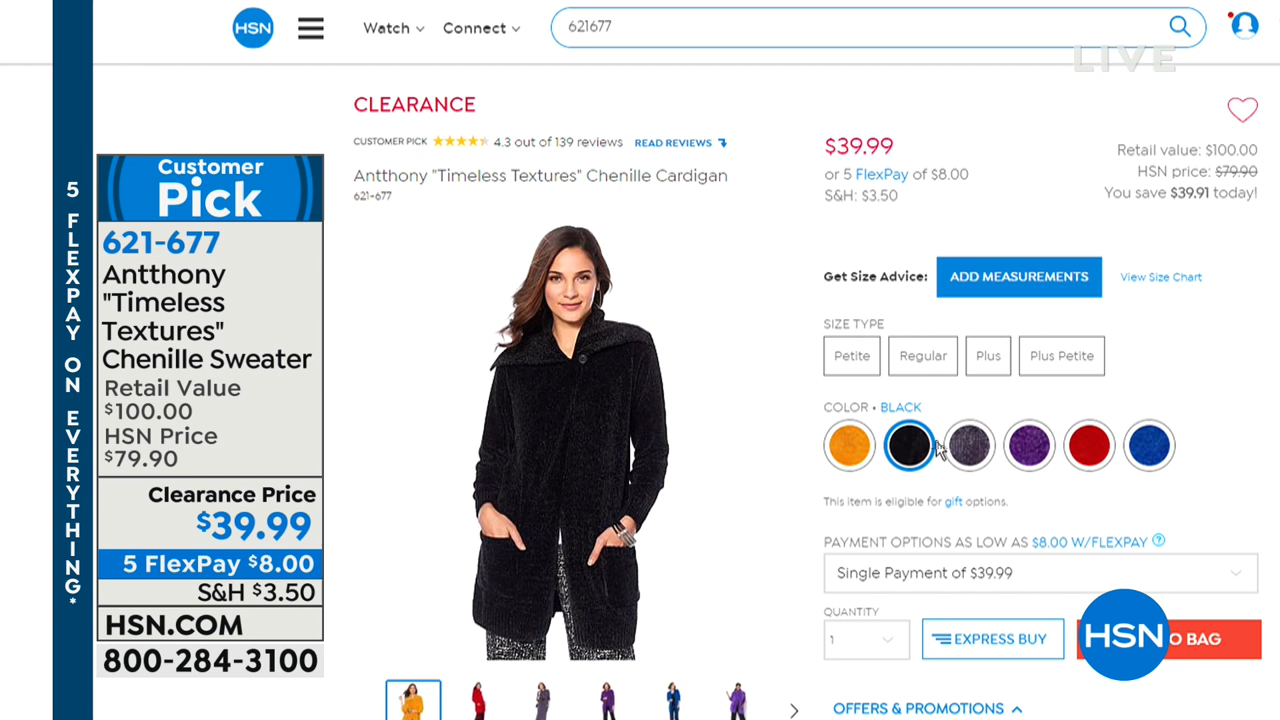 5 FLEXPAY ON EVERYTHING*
Customer
Pick
621-677
Antthony
"Timeless
Textures"
Chenille Sweater
Retail Value
$100.00
HSN Price
$79.90
Clearance Price
$39.99
5 FlexPay $8.00
S&H $3.50
HSN.COM
800-284-3100
HSN
Watch
Connect
621677
LIVE
CLEARANCE
CUSTOMER PICK 4.3 out of 139 reviews READ REVIEWS
Antthony "Timeless Textures" Chenille Cardigan
621-677
$39.99
or 5 FlexPay of $8.00
S&H: $3.50
Retail value: $100.00
HSN price: $79.90
You save $39.91 today!
Get Size Advice: ADD MEASUREMENTS View Size Chart
SIZE TYPE
Petite Regular Plus Plus Petite
COLOR • BLACK
This item is eligible for gift options.
PAYMENT OPTIONS AS LOW AS $8.00 W/FLEXPAY ?
Single Payment of $39.99
QUANTITY
1
EXPRESS BUY
O BAG
HSN
OFFERS & PROMOTIONS